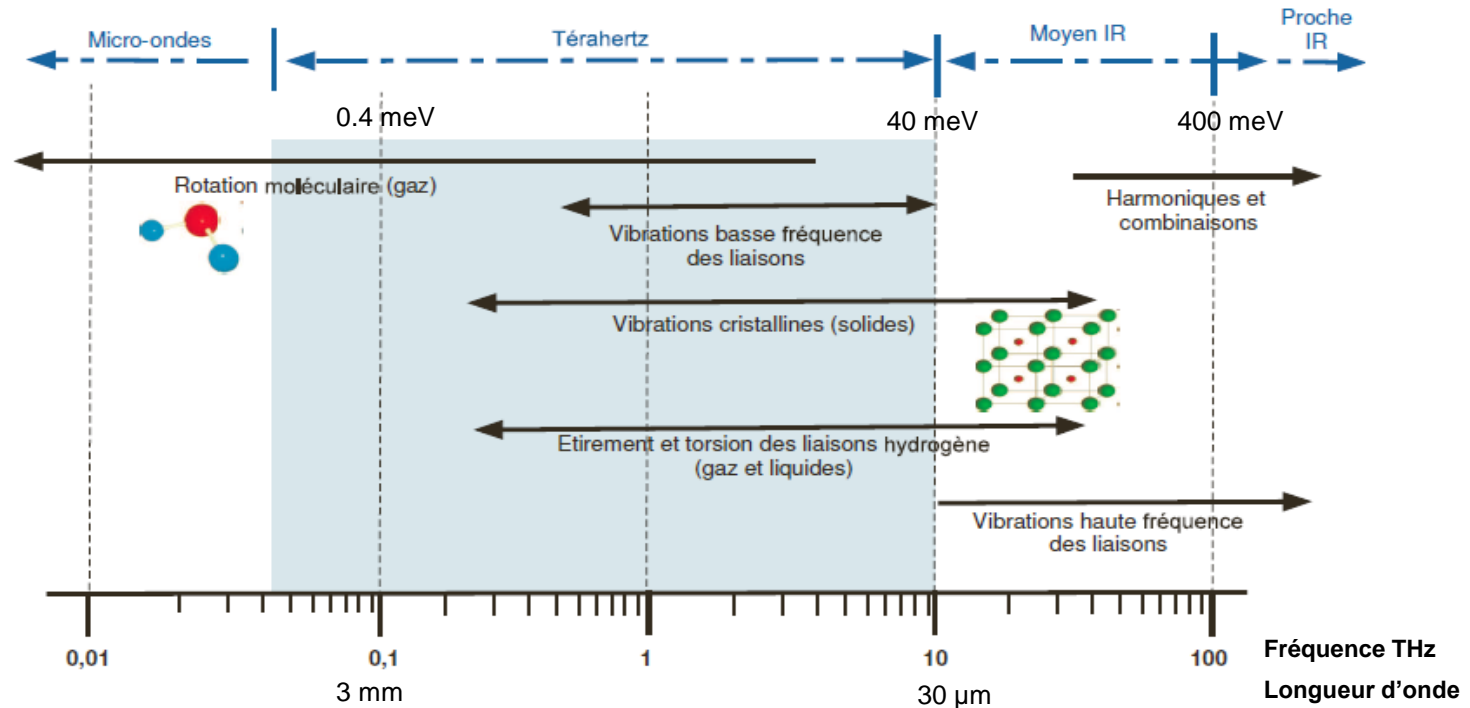 Micro-ondes
Térahertz
Moyen IR
Proche
IR
0.4 meV
40 meV
400 meV
Rotation moléculaire (gaz)
Vibrations basse fréquence
des liaisons
Harmoniques et
combinaisons
Vibrations cristallines (solides)
Etirement et torsion des liaisons hydrogène
(gaz et liquides)
Vibrations haute fréquence
des liaisons
0,01
0,1
1
10
100
Fréquence THz
3 mm
30 µm
Longueur d'onde